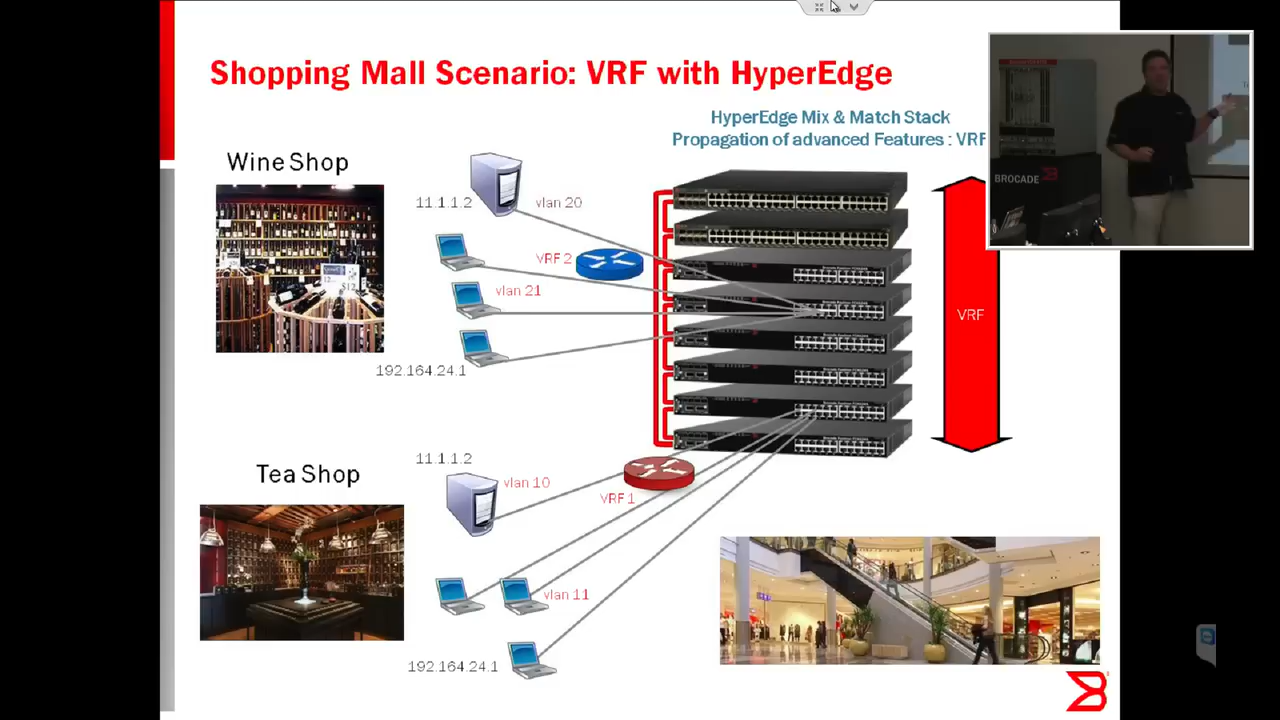 Shopping Mall Scenario: VRF with HyperEdge
HyperEdge Mix & Match Stack
Propagation of advanced Features : VRF
Wine Shop
11.1.1.2
vlan 20
VRF 2
vlan 21
192.164.24.1
VRF
BROCADE
Tea Shop
11.1.1.2
vlan 10
VRF 1
vlan 11
192.164.24.1